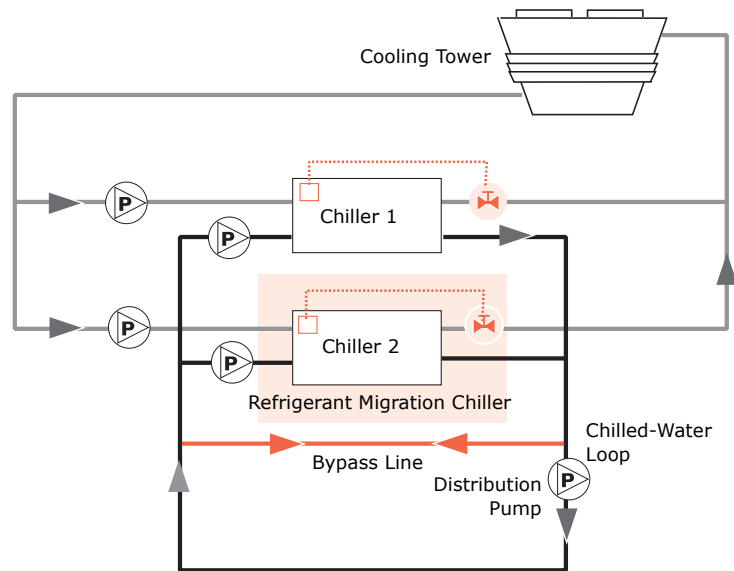 Cooling Tower
P
Chiller 1
P
P
Chiller 2
P
Refrigerant Migration Chiller
Bypass Line
Chilled-Water
Loop
P
Distribution
Pump